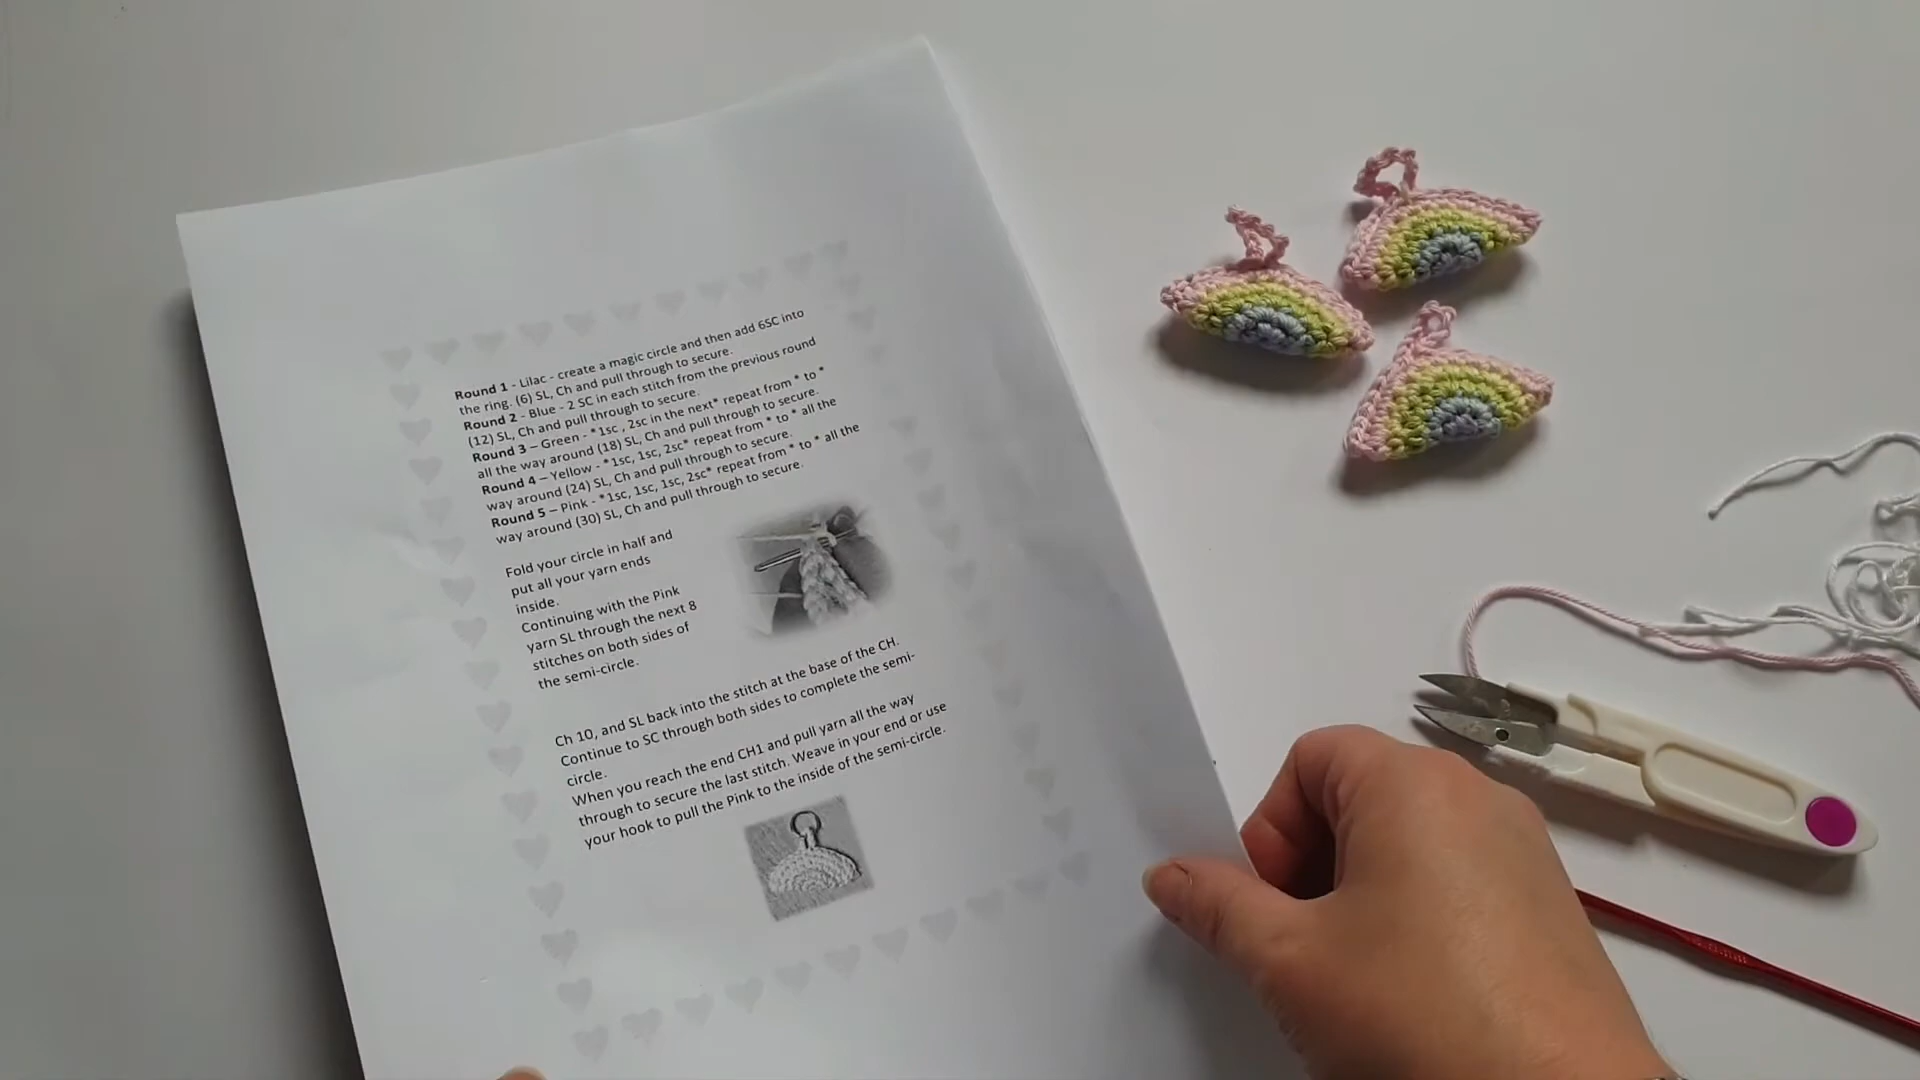 Round 1 - Lilac - create a magic circle and then add 6SC into
the ring. (6) SL, Ch and pull through to secure.
Round 2 - Blue - 2 SC in each stitch from the previous round
(12) SL, Ch and pull through to secure.
Round 3 – Green - *1sc , 2sc in the next* repeat from * to *
all the way around (18) SL, Ch and pull through to secure.
Round 4 – Yellow - *1sc, 1sc, 2sc* repeat from * to * all the
way around (24) SL, Ch and pull through to secure.
Round 5 – Pink - *1sc, 1sc, 1sc, 2sc* repeat from * to * all the
way around (30) SL, Ch and pull through to secure.
Fold your circle in half and
put all your yarn ends
inside.
Continuing with the Pink
yarn SL through the next 8
stitches on both sides of
the semi-circle.
Ch 10, and SL back into the stitch at the base of the CH.
Continue to SC through both sides to complete the semi-
circle.
When you reach the end CH1 and pull yarn all the way
through to secure the last stitch. Weave in your end or use
your hook to pull the Pink to the inside of the semi-circle.